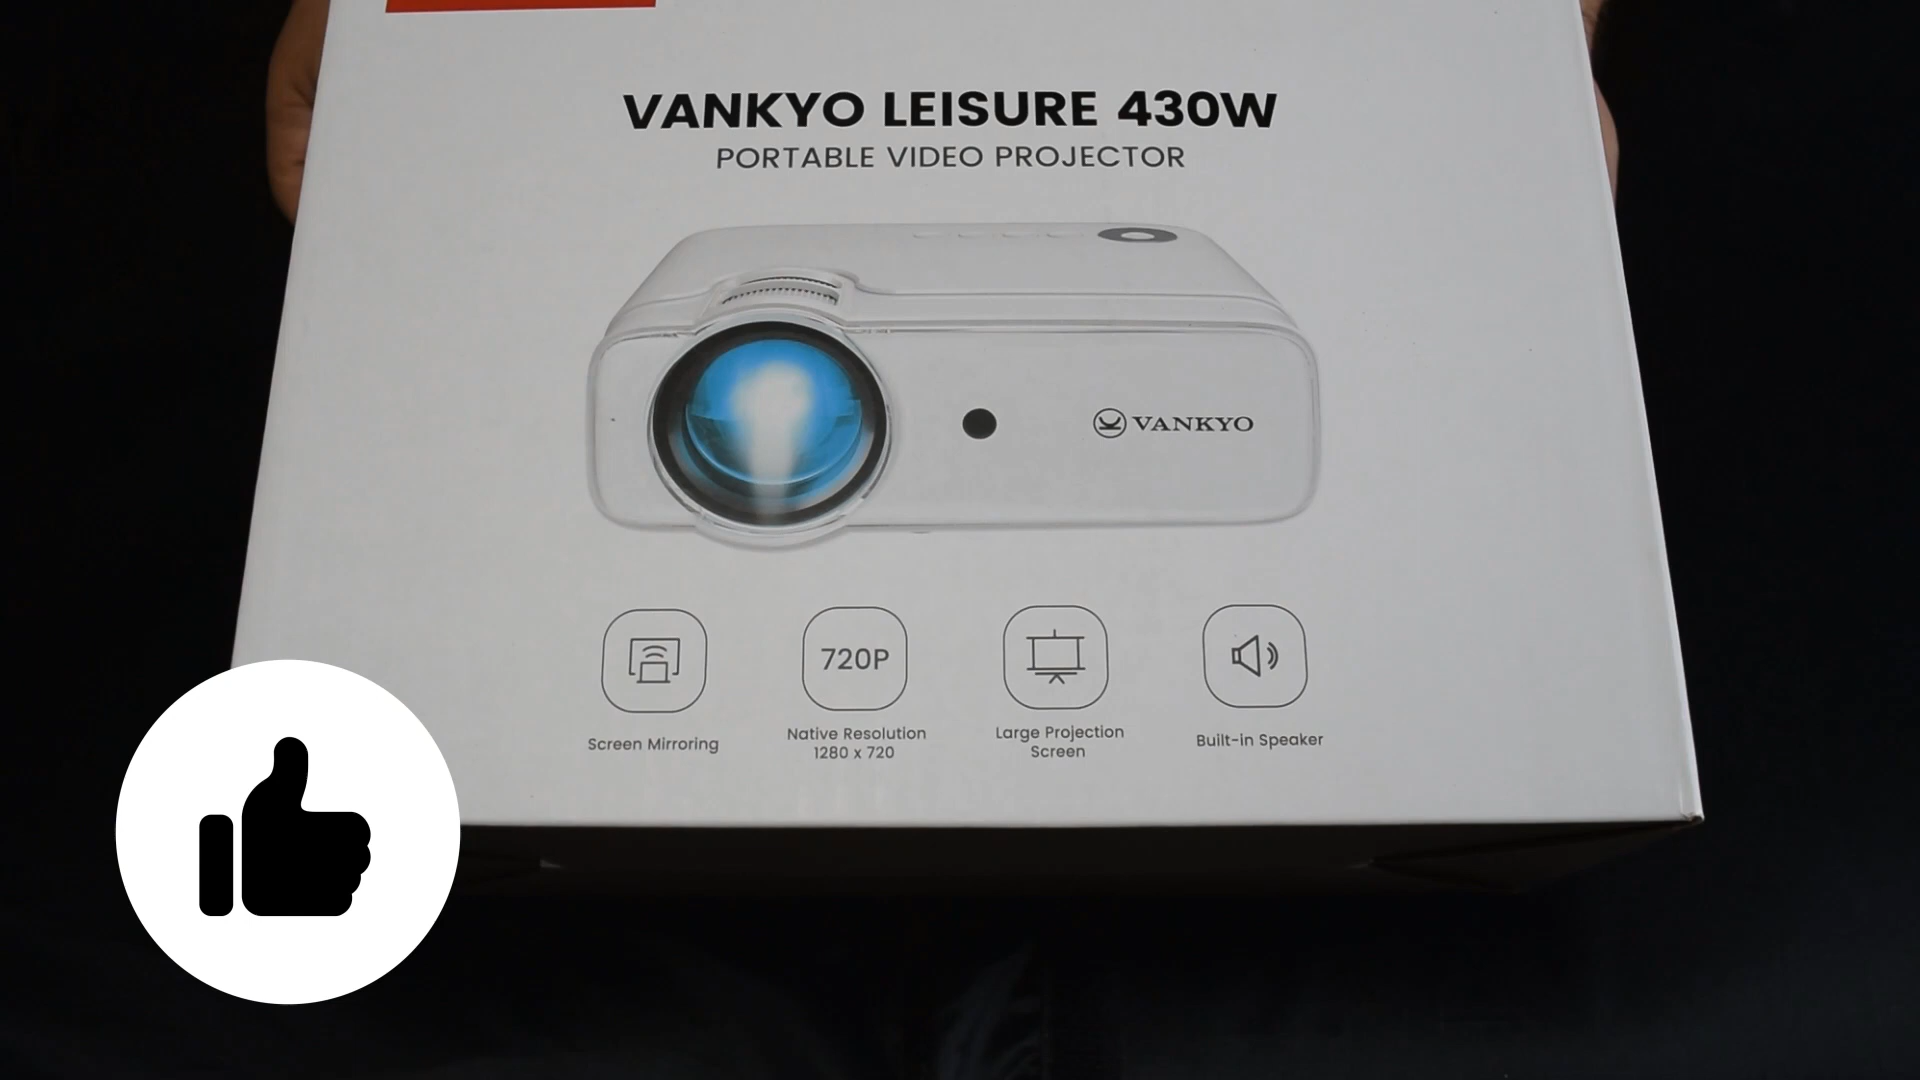 VANKYO LEISURE 430W
PORTABLE VIDEO PROJECTOR
VANKYO
720P
Screen Mirroring
Native Resolution
1280 x 720
Large Projection
Screen
Built-in Speaker